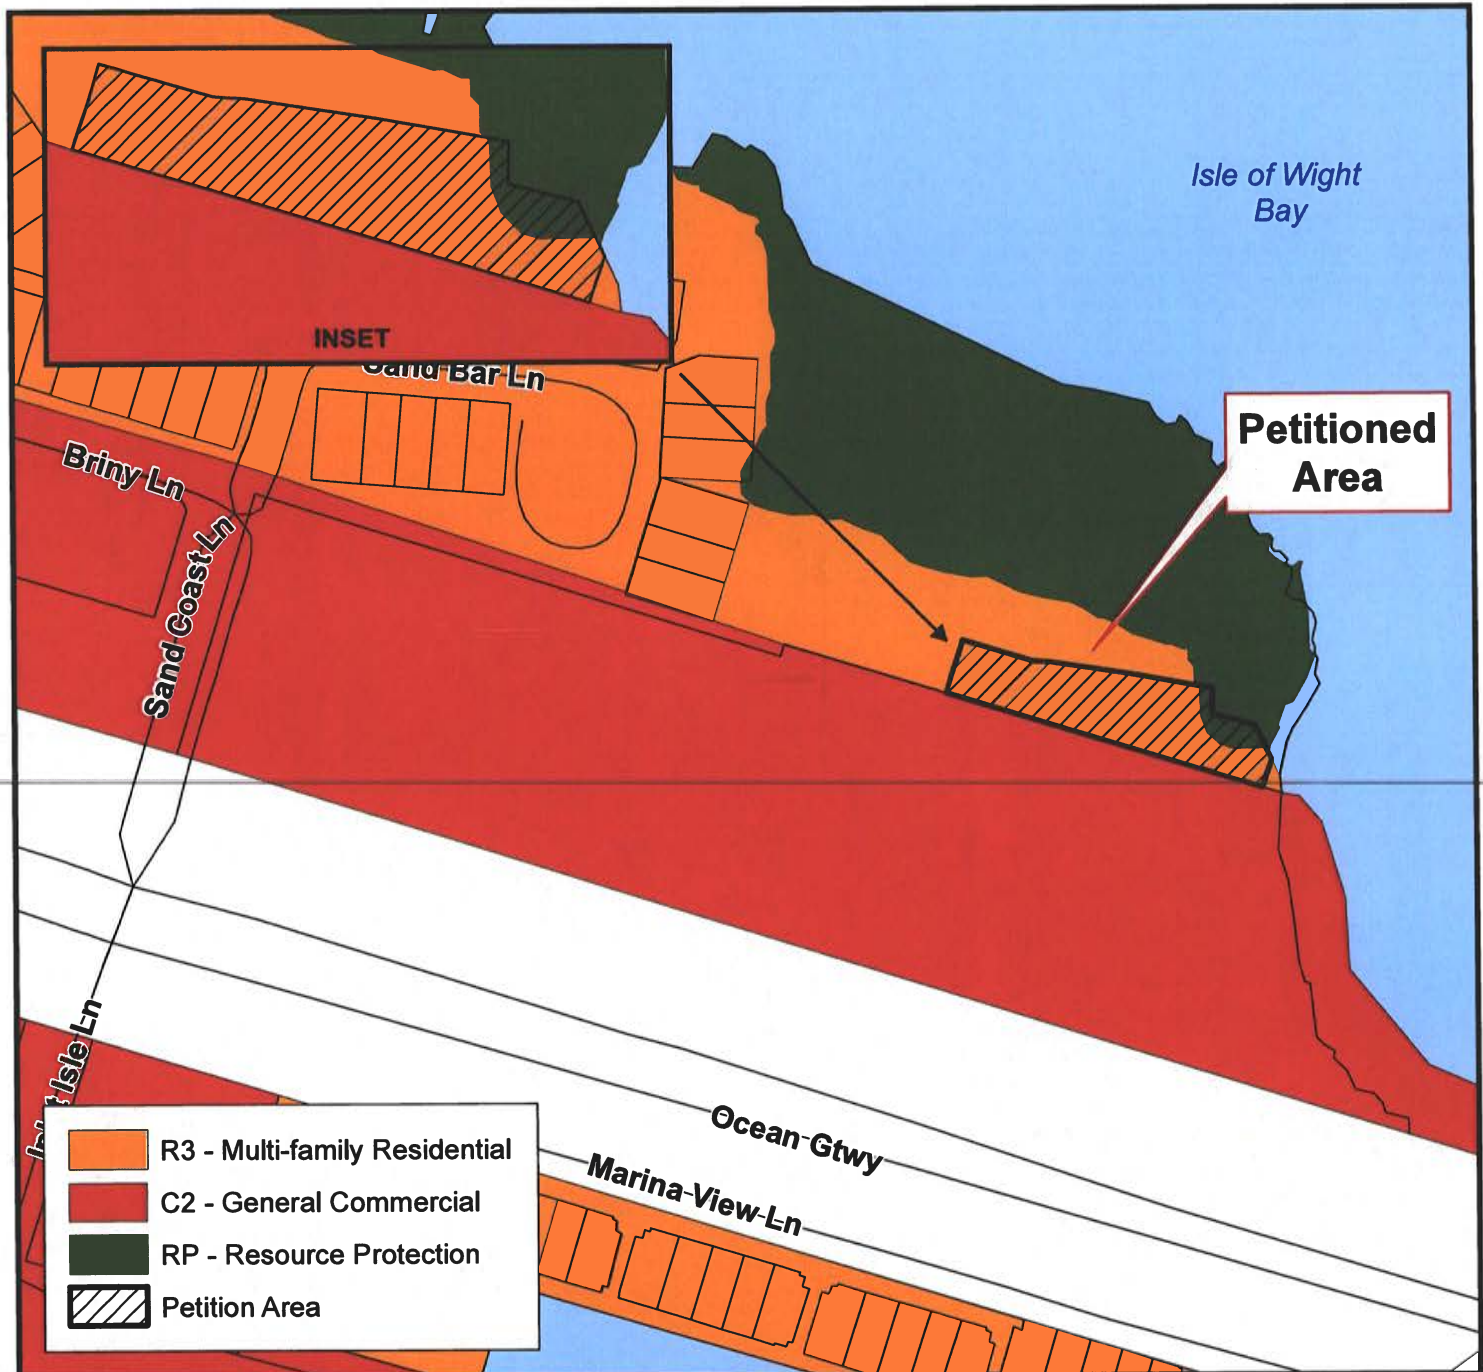 Isle of Wight
Bay
INSET
Sand Bar Ln
Petitioned
Area
Briny Ln
Sand Coast Ln
Isle Ln
Ocean Gtwy
Marina View Ln
R3 - Multi-family Residential
C2 - General Commercial
RP - Resource Protection
Petition Area